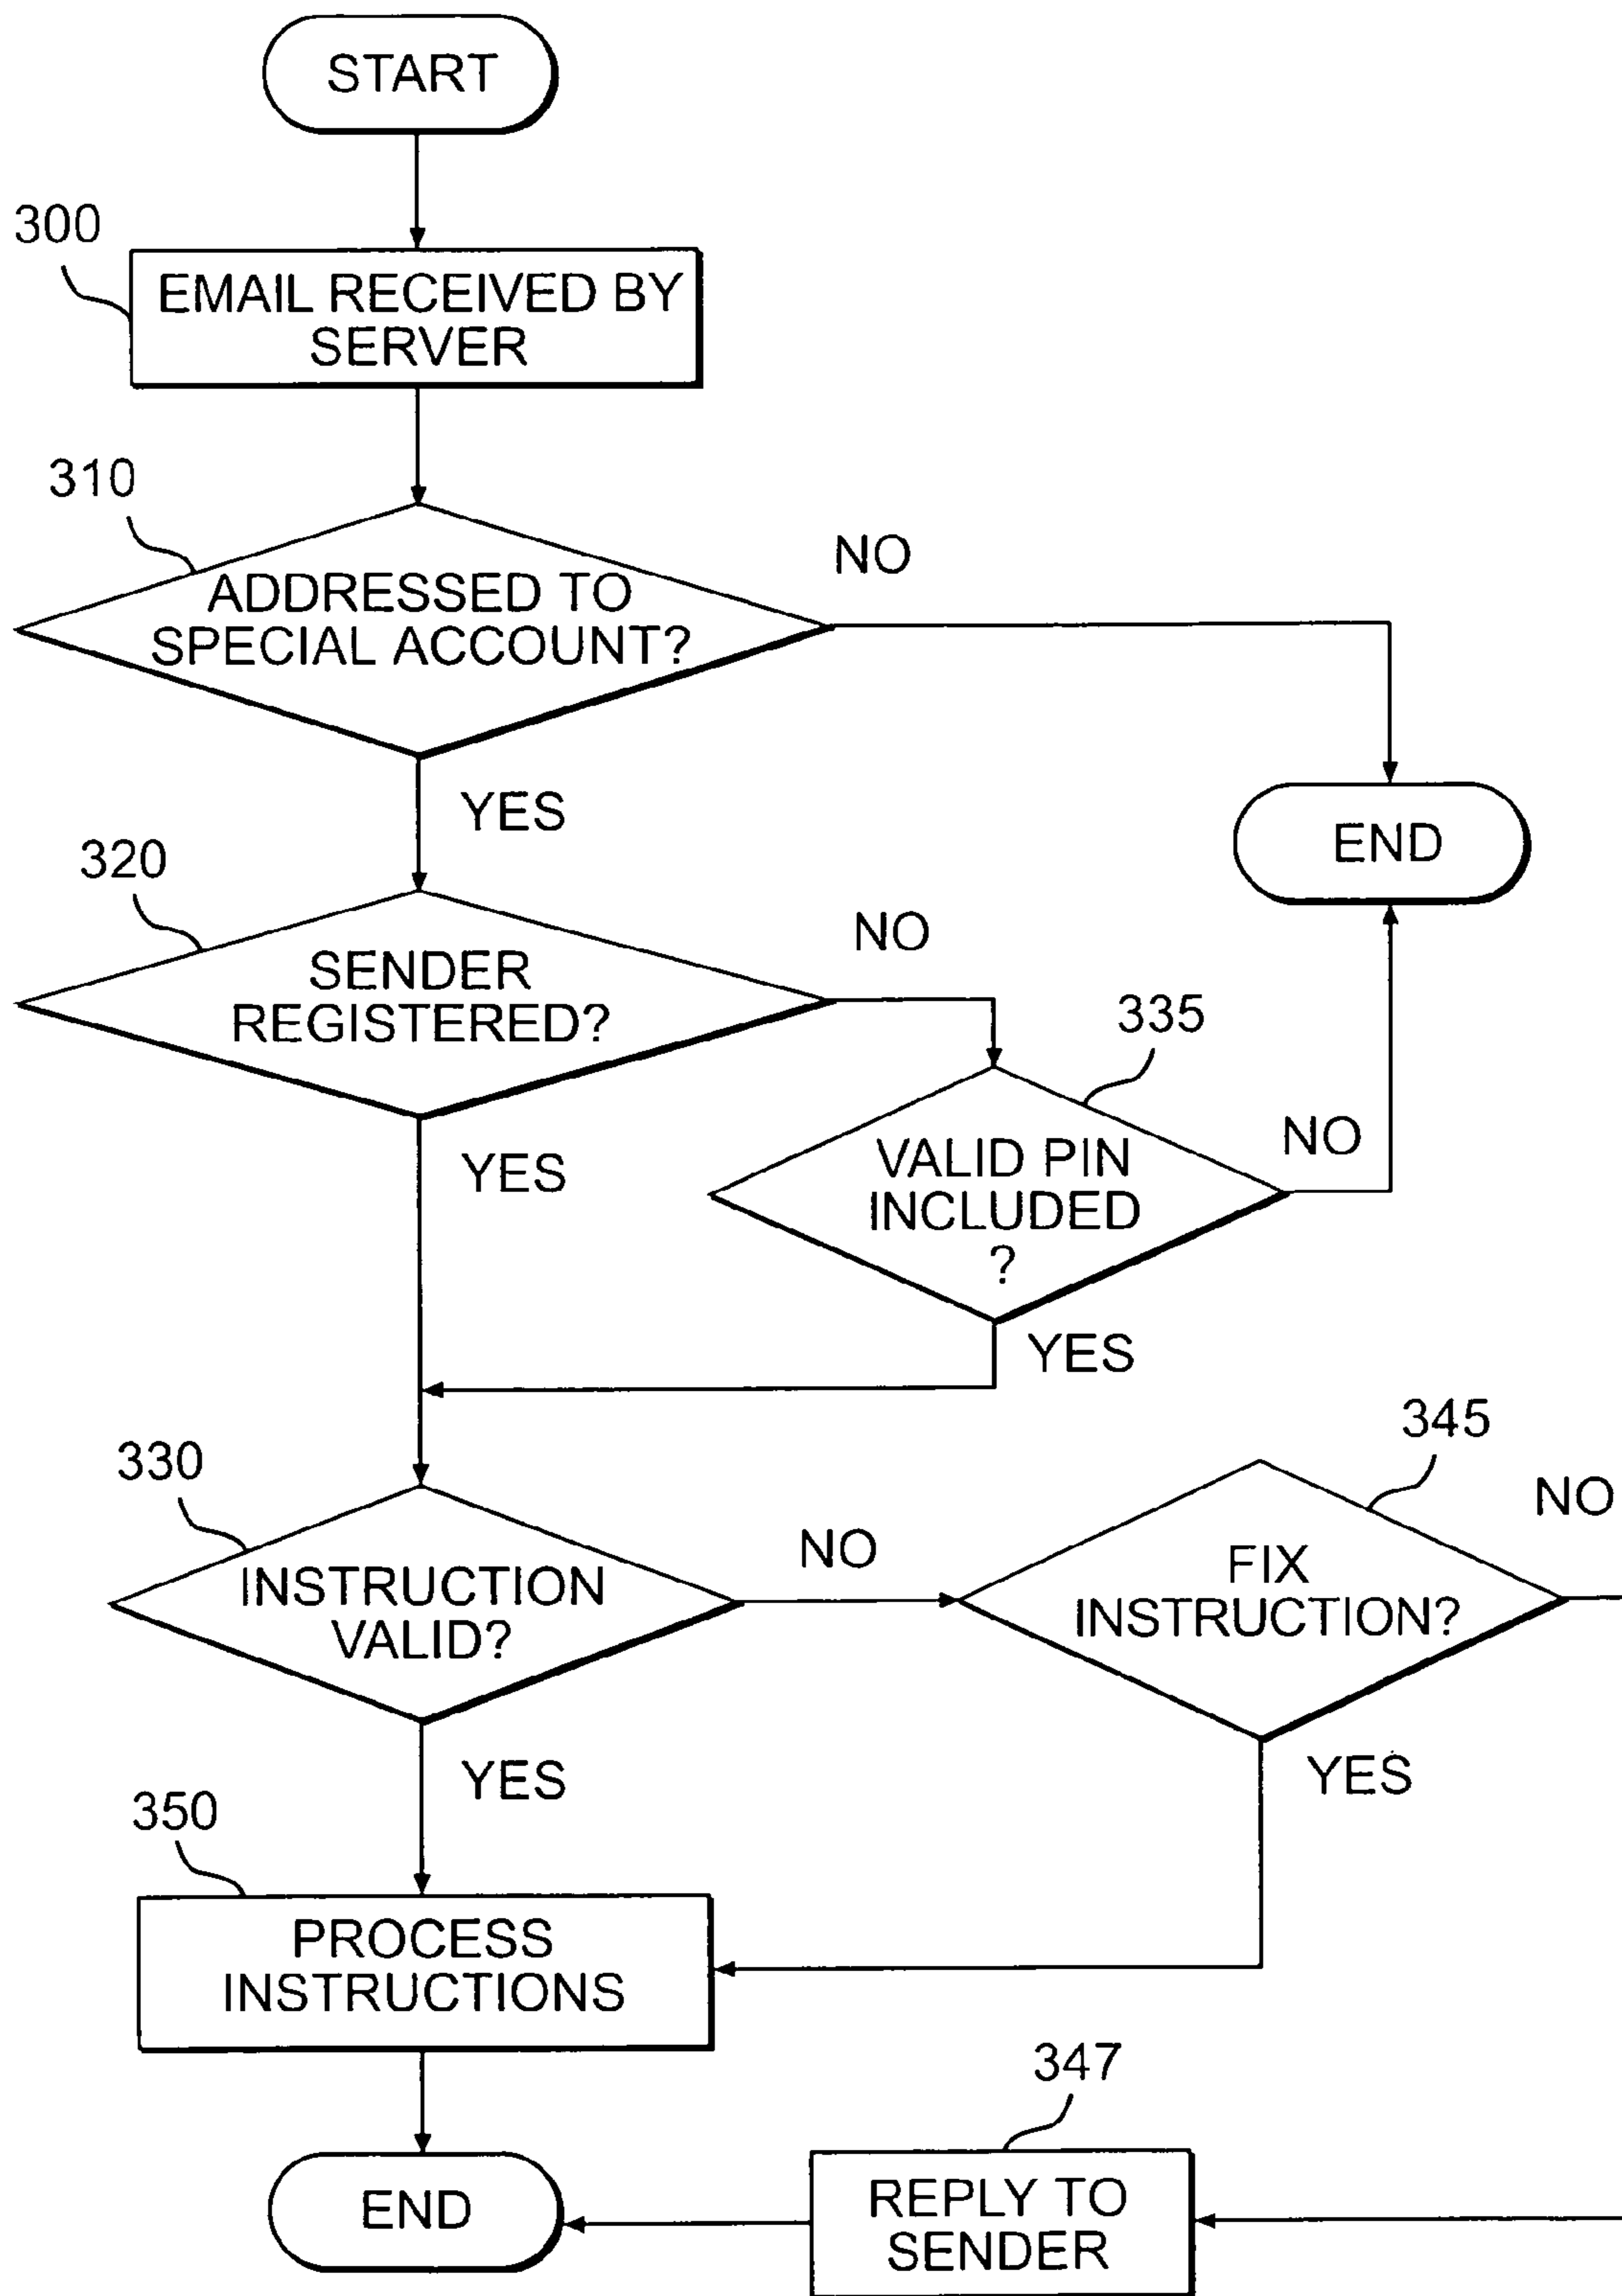 START
300
EMAIL RECEIVED BY
SERVER
310
ADDRESSED TO
SPECIAL ACCOUNT?
NO
YES
END
320
SENDER
REGISTERED?
NO
YES
335
VALID PIN
INCLUDED
?
NO
YES
330
INSTRUCTION
VALID?
NO
YES
345
FIX
INSTRUCTION?
NO
YES
350
PROCESS
INSTRUCTIONS
347
REPLY TO
SENDER
END